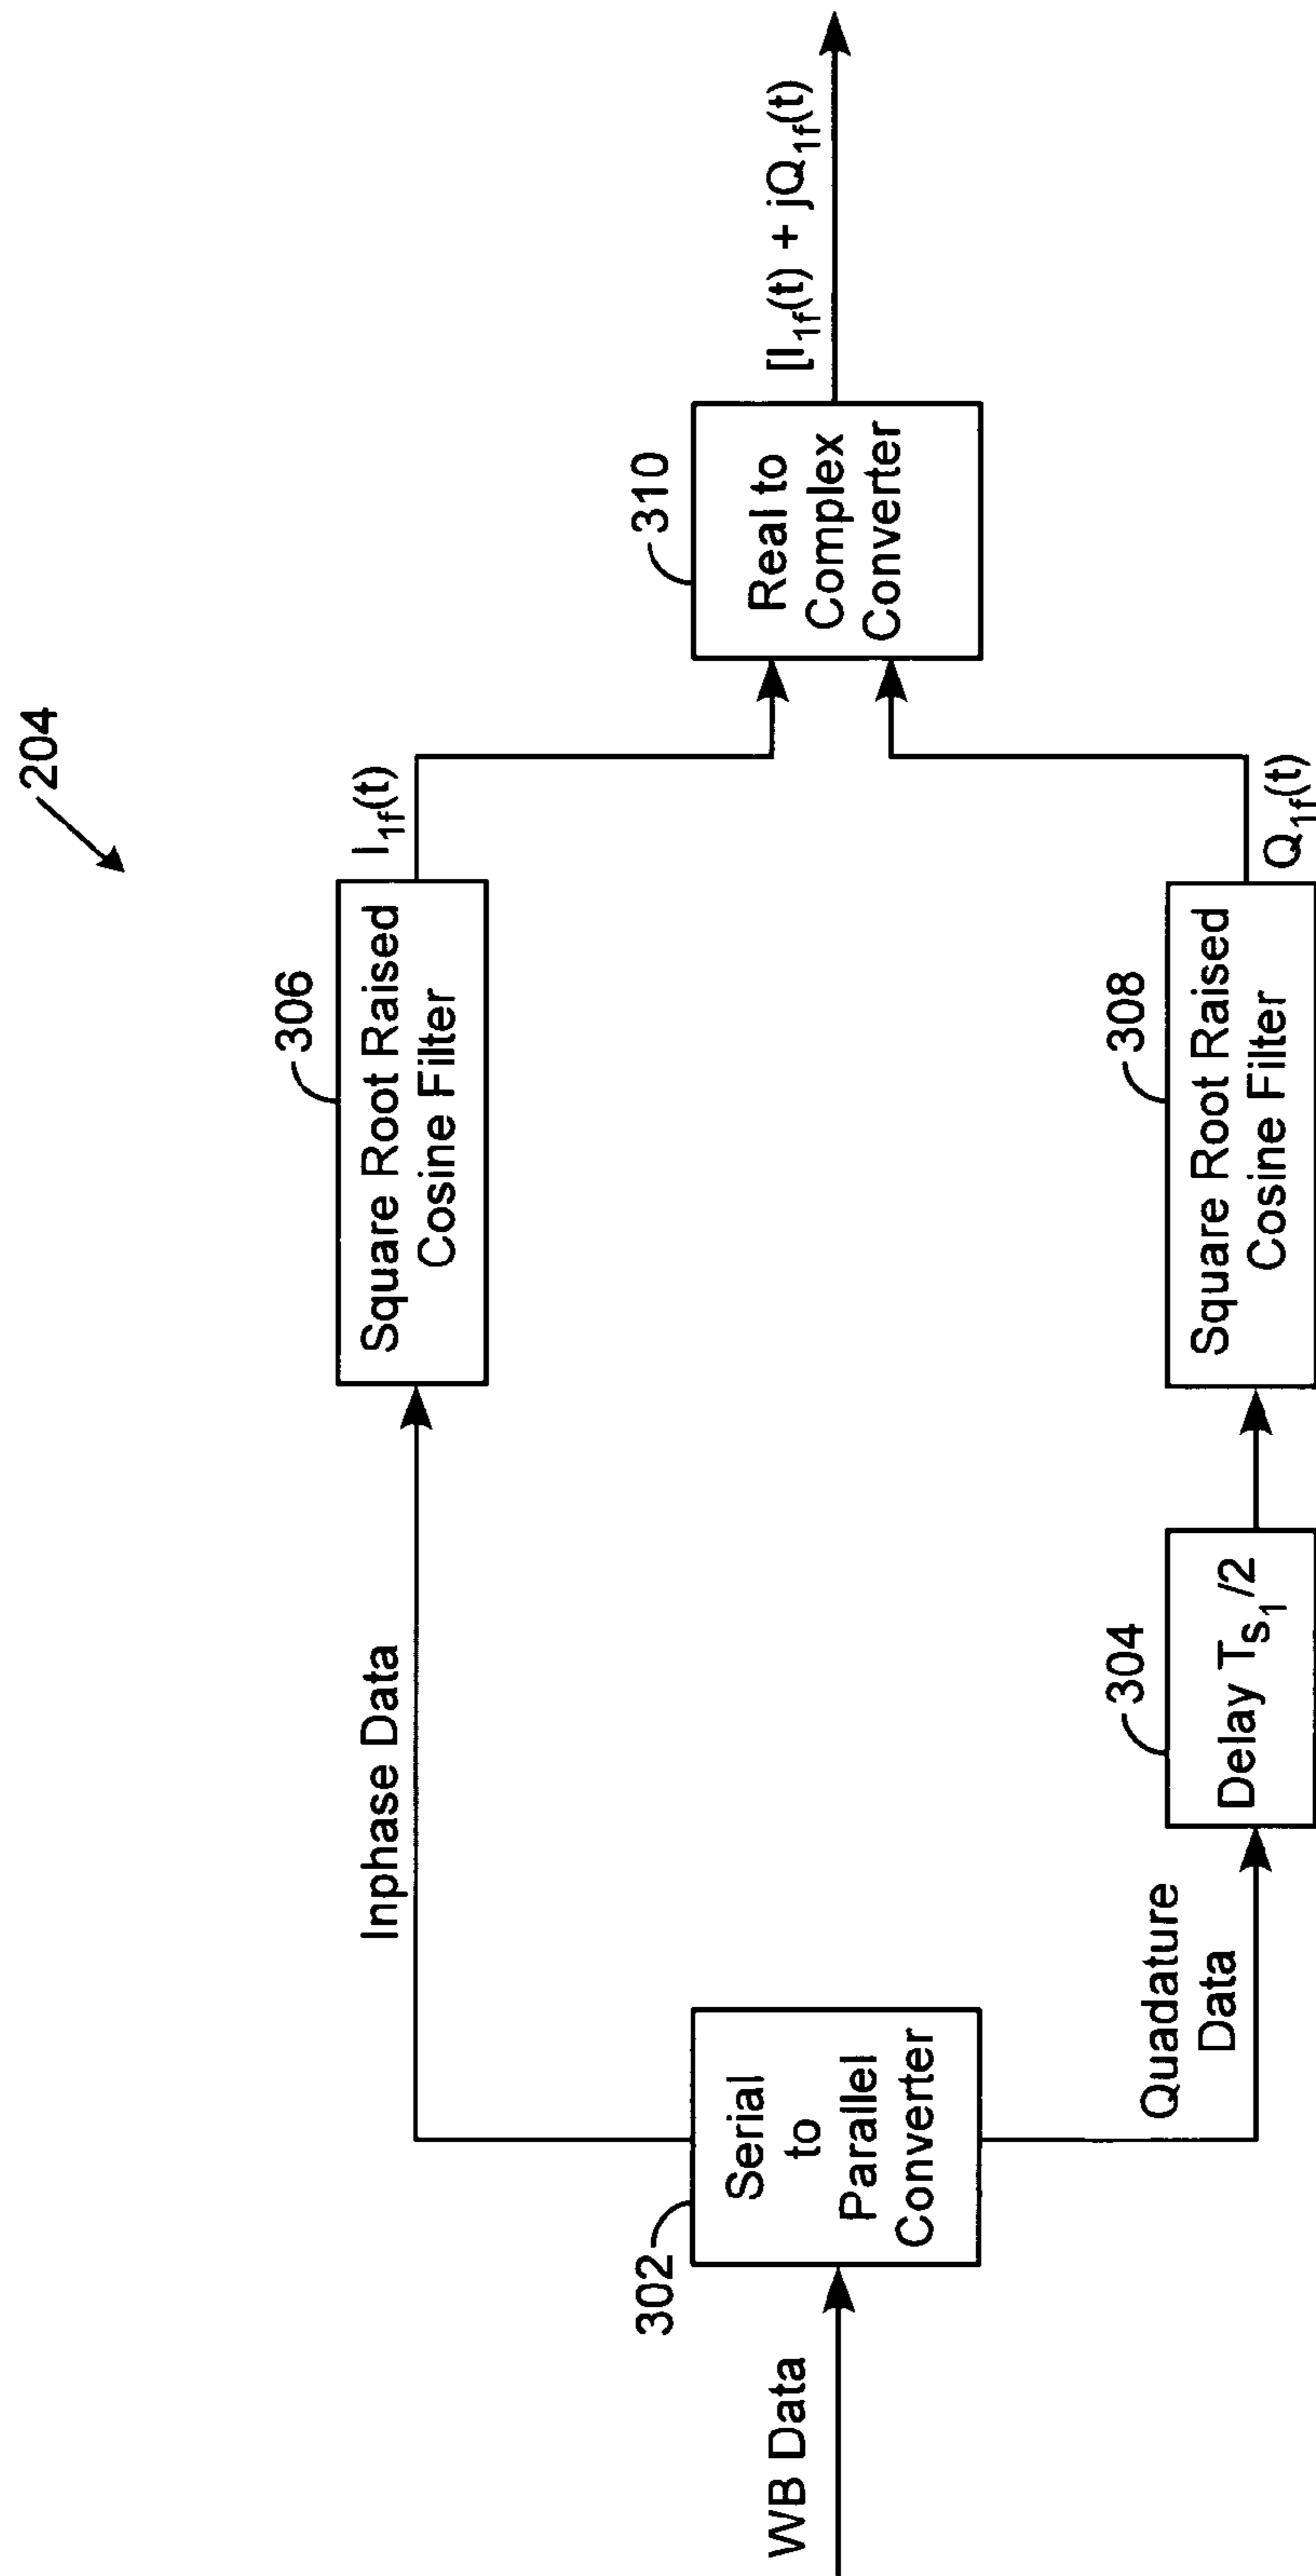 204
WB Data
302
Serial
to
Parallel
Converter
Inphase Data
306
Square Root Raised
Cosine Filter
I1f(t)
Quadature
Data
304
Delay Ts1/2
308
Square Root Raised
Cosine Filter
Q1f(t)
310
Real to
Complex
Converter
[I1f(t) + jQ1f(t)